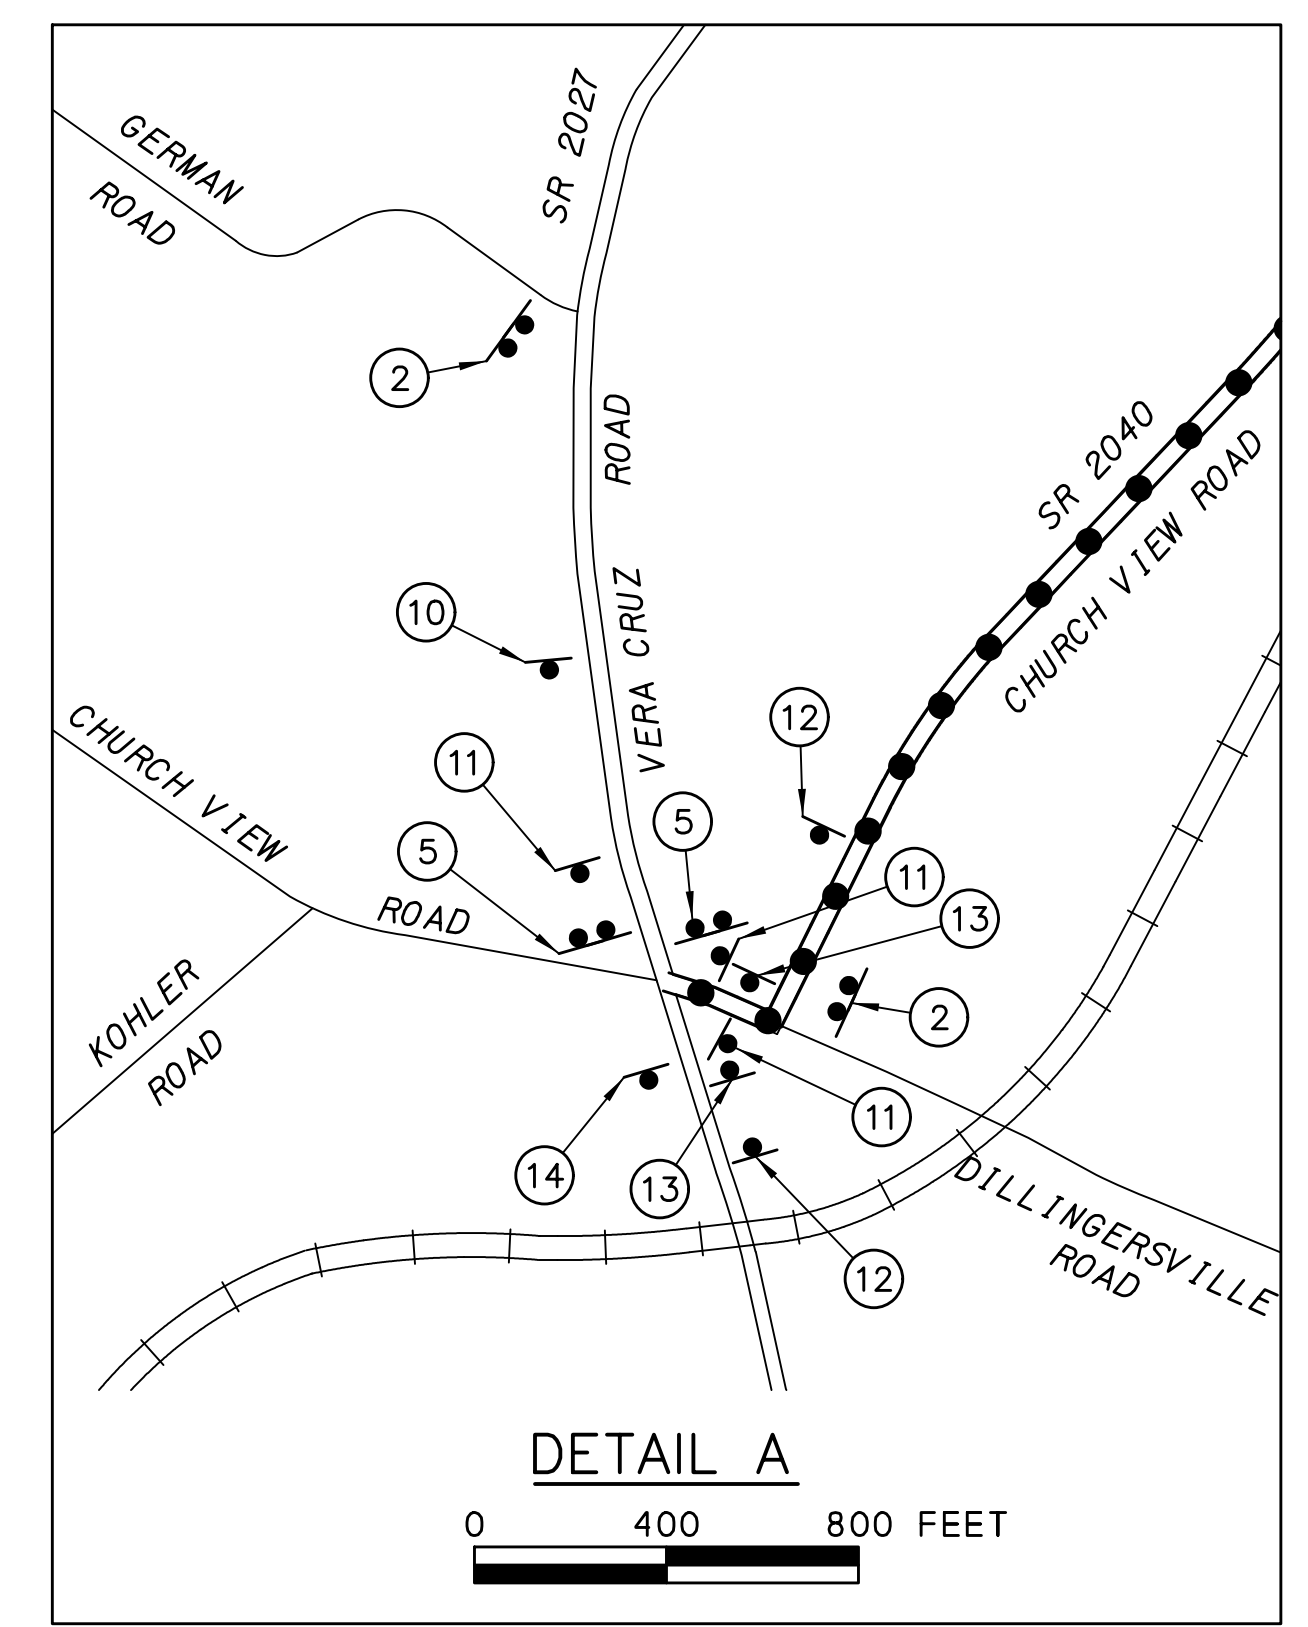 SR 2027
GERMAN
ROAD
2
ROAD
SR 2040
CHURCH VIEW ROAD
10
VERA CRUZ
12
CHURCH VIEW
11
5
5
ROAD
11
13
KOHLER
ROAD
2
11
14
13
DILLINGERSVILLE
ROAD
12
DETAIL A
0 400 800 FEET